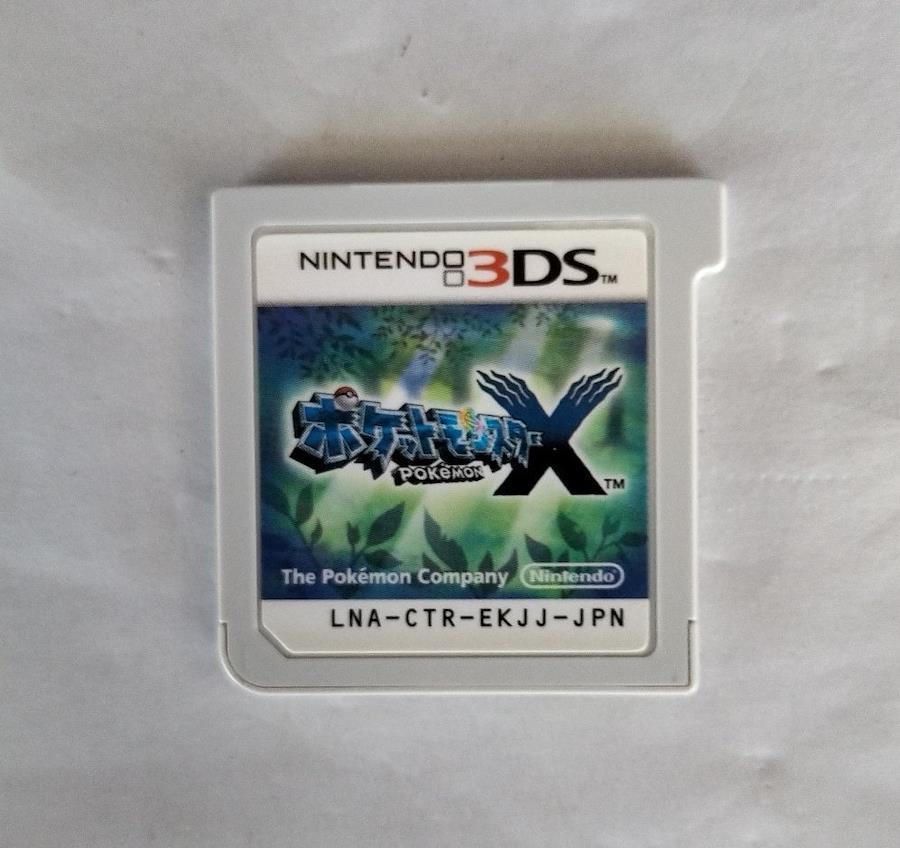 NINTENDO 3DS™
ポケットモンスター X™
POKéMON
The Pokémon Company Nintendo®
LNA-CTR-EKJJ-JPN